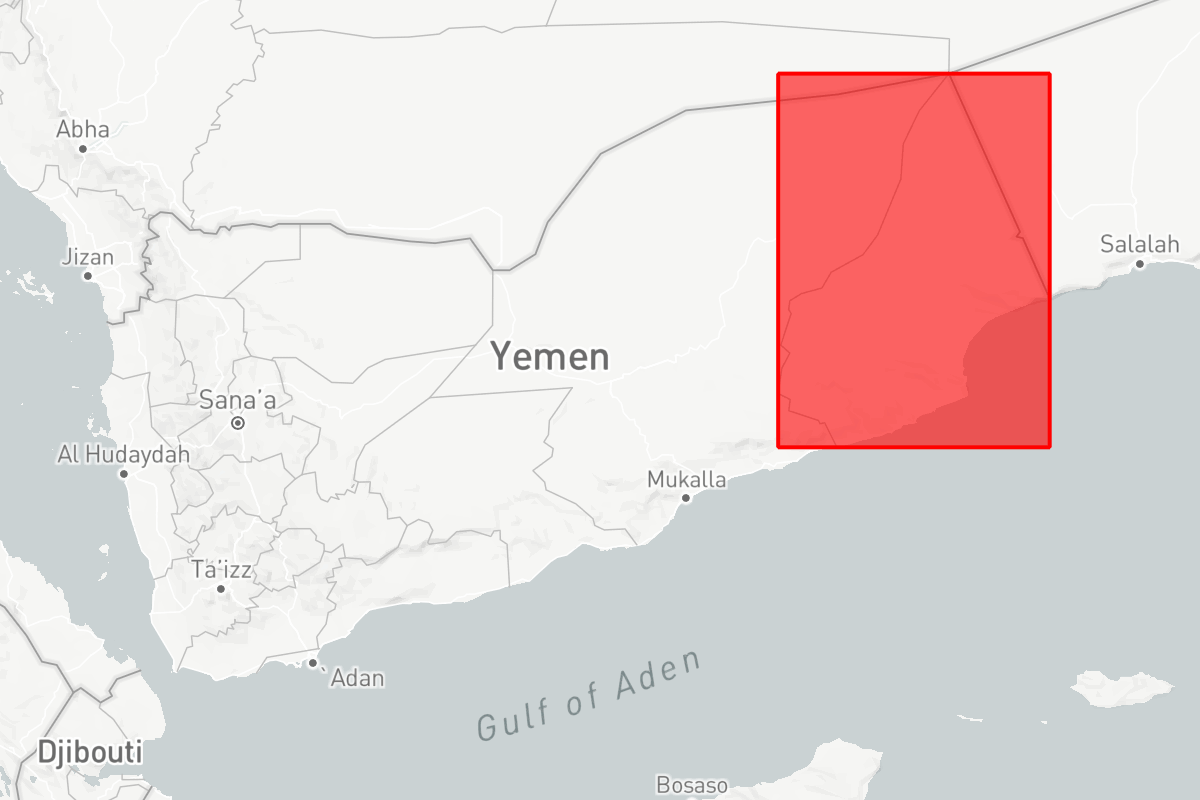 Abha
Jizan
Salalah
Yemen
Sana’a
Al Hudaydah
Mukalla
Ta‘izz
‘Adan
Gulf of Aden
Djibouti
Bosaso